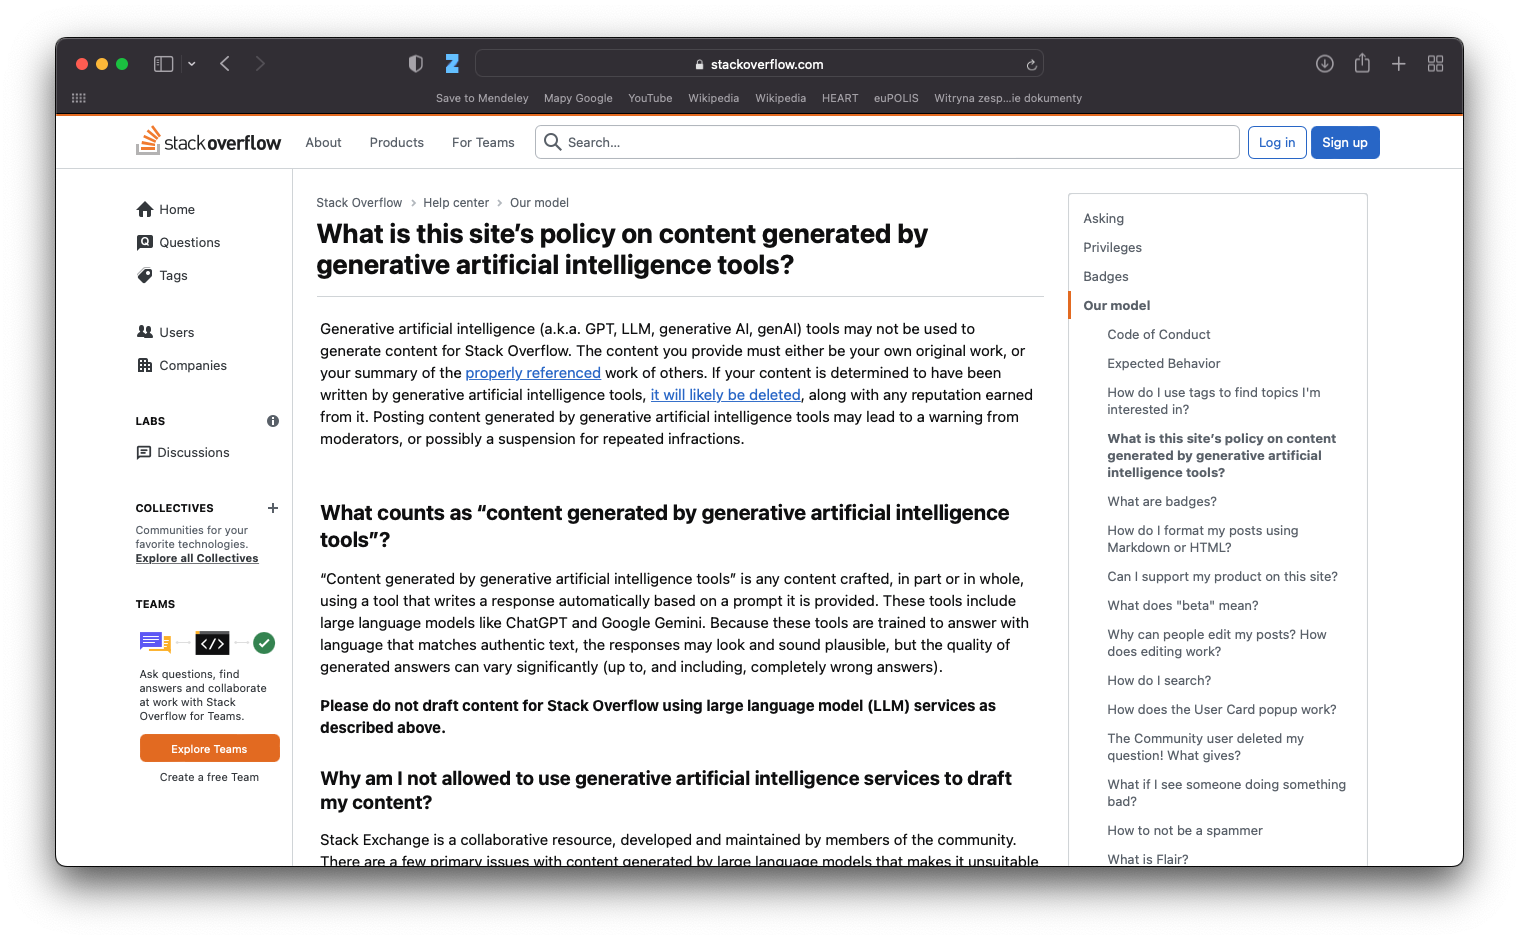 stackoverflow.com
Save to Mendeley Mapy Google YouTube Wikipedia Wikipedia HEART euPOLIS Witryna zesp...ie dokumenty
stackoverflow About Products For Teams Search... Log in Sign up
Home
Questions
Tags
Users
Companies
LABS
Discussions
COLLECTIVES
Communities for your
favorite technologies.
Explore all Collectives
TEAMS
</>
Ask questions, find
answers and collaborate
at work with Stack
Overflow for Teams.
Explore Teams
Create a free Team
Stack Overflow > Help center > Our model
What is this site’s policy on content generated by
generative artificial intelligence tools?
Generative artificial intelligence (a.k.a. GPT, LLM, generative AI, genAI) tools may not be used to
generate content for Stack Overflow. The content you provide must either be your own original work, or
your summary of the properly referenced work of others. If your content is determined to have been
written by generative artificial intelligence tools, it will likely be deleted, along with any reputation earned
from it. Posting content generated by generative artificial intelligence tools may lead to a warning from
moderators, or possibly a suspension for repeated infractions.
What counts as “content generated by generative artificial intelligence
tools”?
“Content generated by generative artificial intelligence tools” is any content crafted, in part or in whole,
using a tool that writes a response automatically based on a prompt it is provided. These tools include
large language models like ChatGPT and Google Gemini. Because these tools are trained to answer with
language that matches authentic text, the responses may look and sound plausible, but the quality of
generated answers can vary significantly (up to, and including, completely wrong answers).
Please do not draft content for Stack Overflow using large language model (LLM) services as
described above.
Why am I not allowed to use generative artificial intelligence services to draft
my content?
Stack Exchange is a collaborative resource, developed and maintained by members of the community.
There are a few primary issues with content generated by large language models that makes it unsuitable
Asking
Privileges
Badges
Our model
Code of Conduct
Expected Behavior
How do I use tags to find topics I'm
interested in?
What is this site’s policy on content
generated by generative artificial
intelligence tools?
What are badges?
How do I format my posts using
Markdown or HTML?
Can I support my product on this site?
What does "beta" mean?
Why can people edit my posts? How
does editing work?
How do I search?
How does the User Card popup work?
The Community user deleted my
question! What gives?
What if I see someone doing something
bad?
How to not be a spammer
What is Flair?